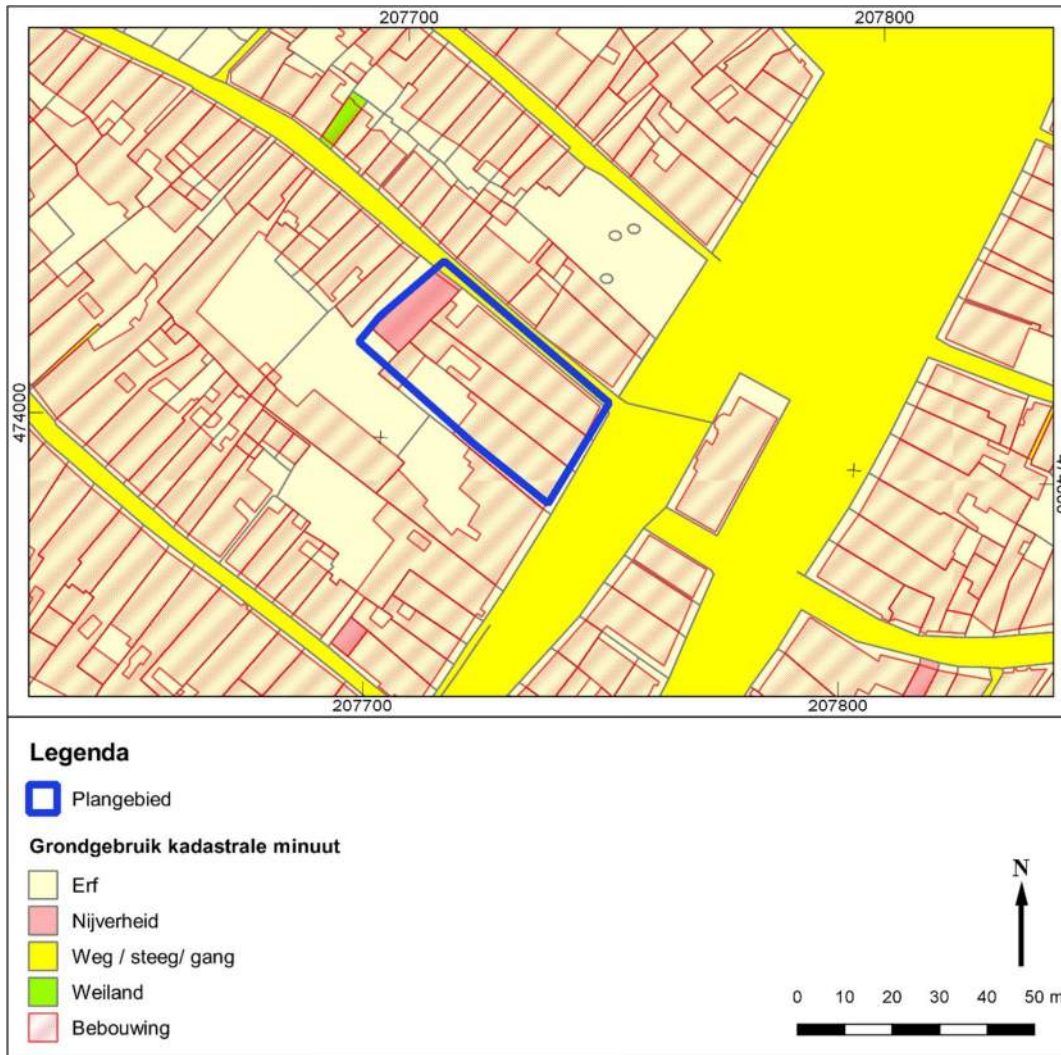 207700
207800
474000
474000
207700
207800
Legenda
Plangebied
Grondgebruik kadastrale minuut
Erf
Nijverheid
Weg / steeg/ gang
Weiland
Bebouwing
N
0 10 20 30 40 50 m